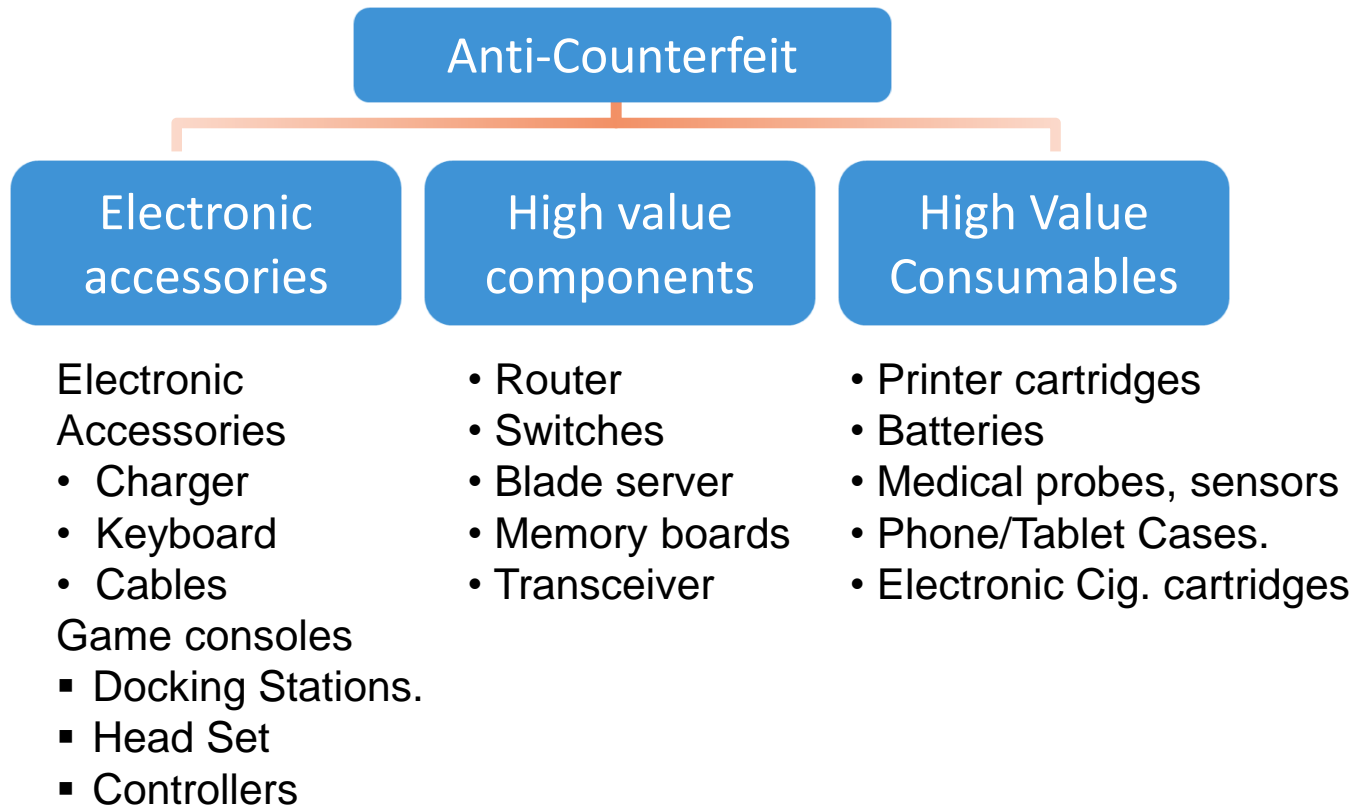 Anti-Counterfeit
Electronic
accessories
Electronic
Accessories
• Charger
• Keyboard
• Cables
Game consoles
▪ Docking Stations.
▪ Head Set
▪ Controllers
High value
components
• Router
• Switches
• Blade server
• Memory boards
• Transceiver
High Value
Consumables
• Printer cartridges
• Batteries
• Medical probes, sensors
• Phone/Tablet Cases.
• Electronic Cig. cartridges